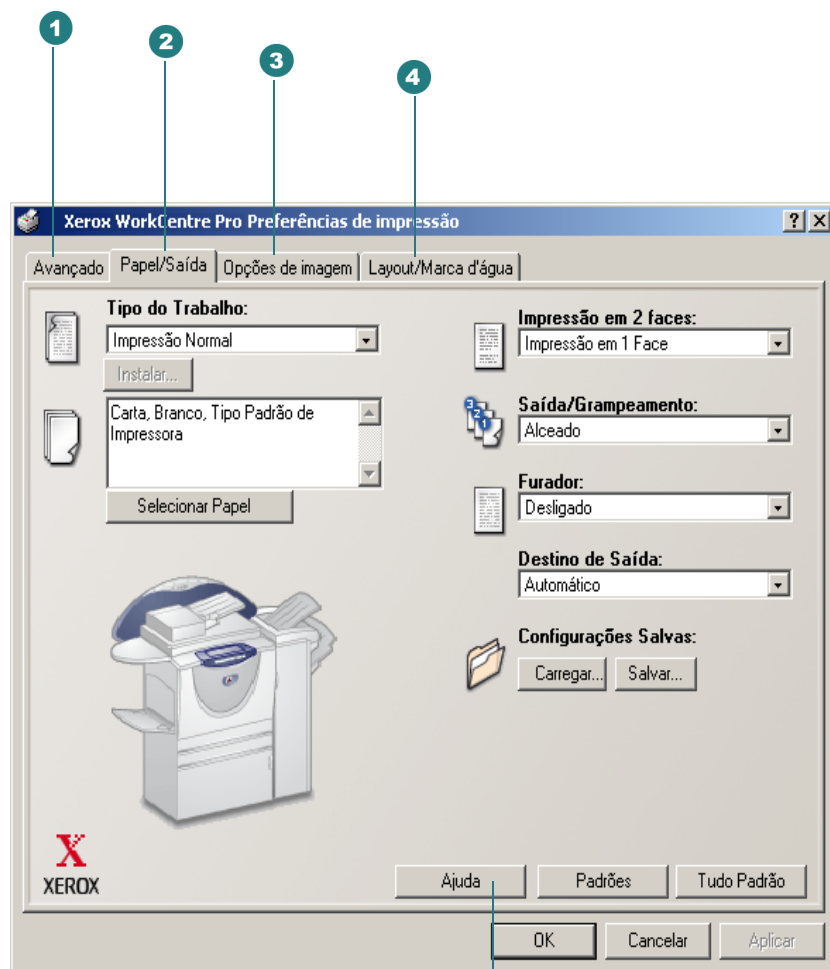 1
2
3
4
Xerox WorkCentre Pro Preferências de impressão
Avançado Papel/Saída Opções de imagem Layout/Marca d'água
Tipo do Trabalho:
Impressão Normal
Instalar...
Carta, Branco, Tipo Padrão de
Impressora
Selecionar Papel
Impressão em 2 faces:
Impressão em 1 Face
3
2
1
Saída/Grampeamento:
Alceado
Furador:
Desligado
Destino de Saída:
Automático
Configurações Salvas:
Carregar... Salvar...
X
XEROX
Ajuda Padrões Tudo Padrão
OK Cancelar Aplicar